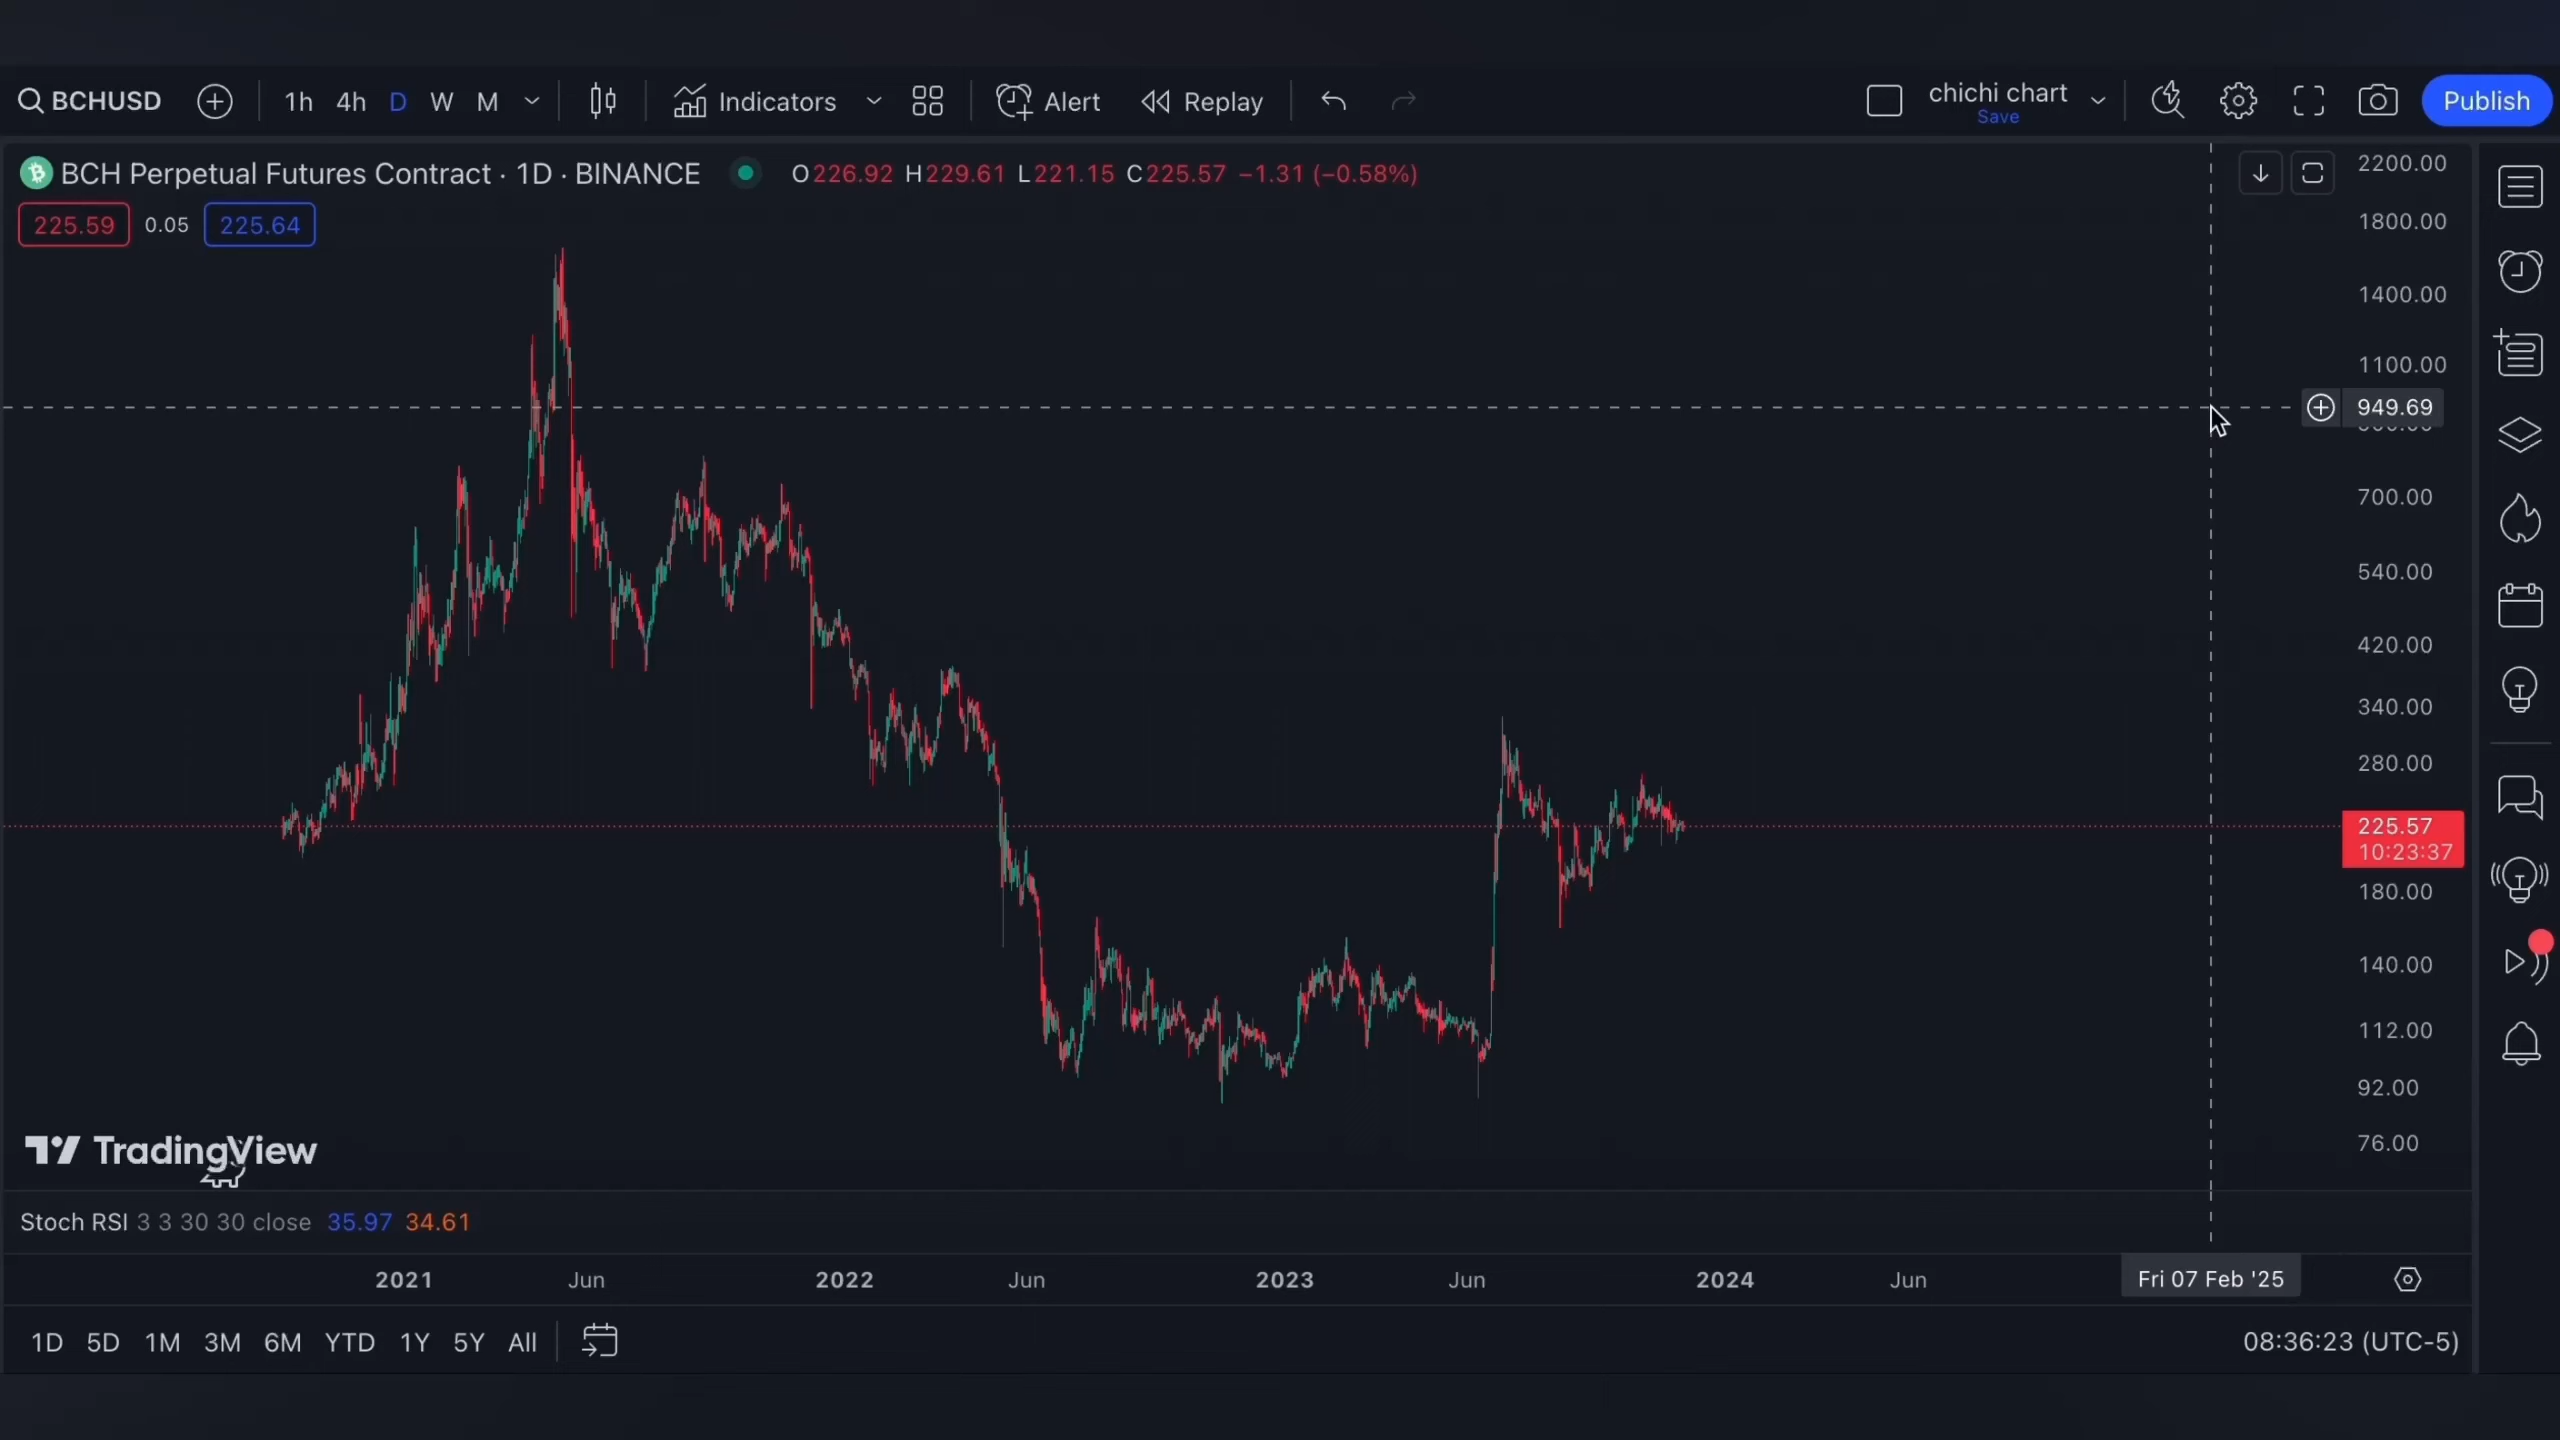 BCHUSD 1h 4h D W M Indicators Alert Replay chichi chart Publish
Save
BCH Perpetual Futures Contract · 1D · BINANCE O226.92 H229.61 L221.15 C225.57 −1.31 (−0.58%)
225.59 0.05 225.64
2200.00
1800.00
1400.00
1100.00
949.69
700.00
540.00
420.00
340.00
280.00
225.57
10:23:37
180.00
140.00
112.00
92.00
76.00
TradingView
Stoch RSI 3 3 30 30 close 35.97 34.61
2021 Jun 2022 Jun 2023 Jun 2024 Jun Fri 07 Feb '25
1D 5D 1M 3M 6M YTD 1Y 5Y All 08:36:23 (UTC-5)